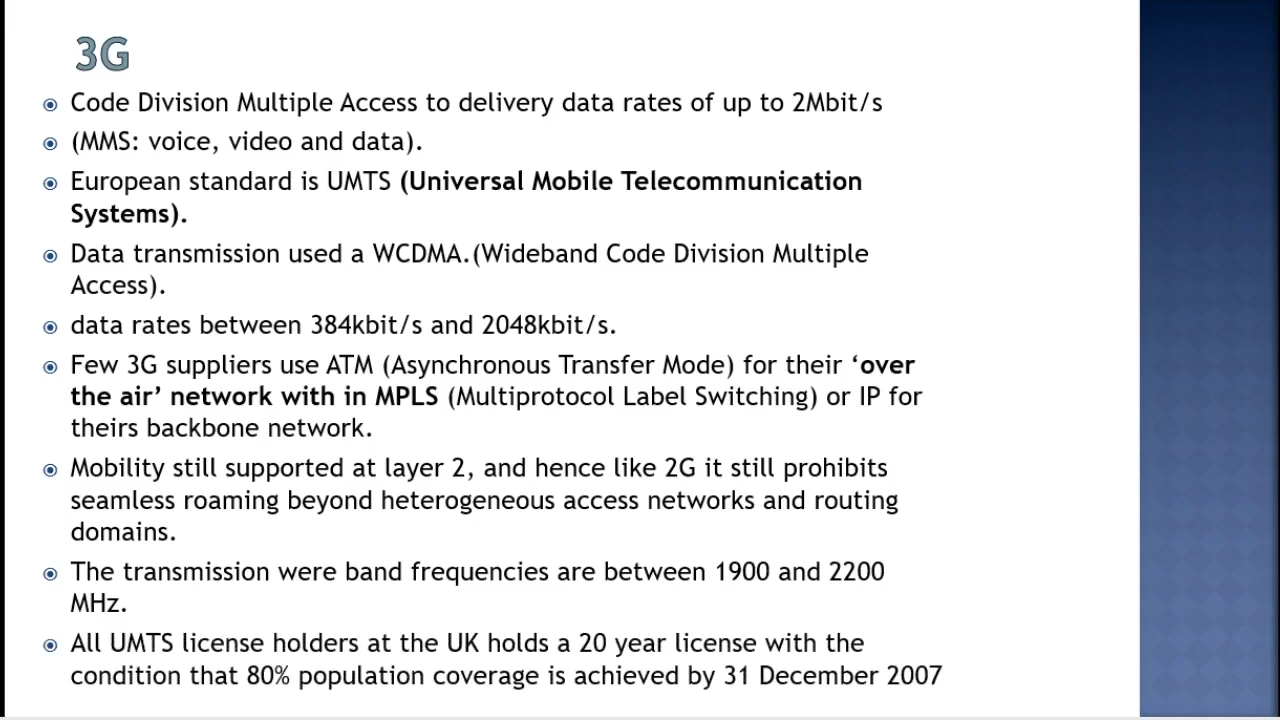 3G
Code Division Multiple Access to delivery data rates of up to 2Mbit/s
(MMS: voice, video and data).
European standard is UMTS (Universal Mobile Telecommunication
Systems).
Data transmission used a WCDMA.(Wideband Code Division Multiple
Access).
data rates between 384kbit/s and 2048kbit/s.
Few 3G suppliers use ATM (Asynchronous Transfer Mode) for their ‘over
the air’ network with in MPLS (Multiprotocol Label Switching) or IP for
theirs backbone network.
Mobility still supported at layer 2, and hence like 2G it still prohibits
seamless roaming beyond heterogeneous access networks and routing
domains.
The transmission were band frequencies are between 1900 and 2200
MHz.
All UMTS license holders at the UK holds a 20 year license with the
condition that 80% population coverage is achieved by 31 December 2007